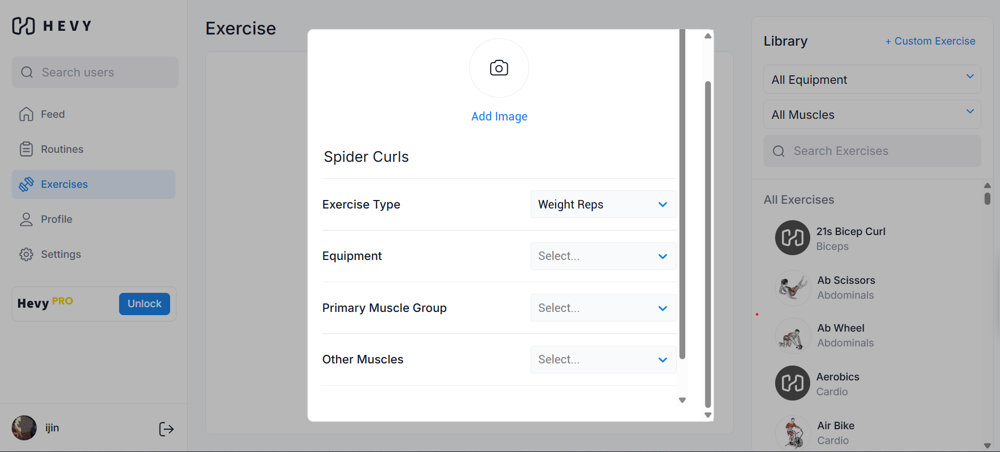 HEVY
Search users
Feed
Routines
Exercises
Profile
Settings
Hevy PRO
Unlock
ijin
Exercise
Add Image
Spider Curls
Exercise Type
Weight Reps
Equipment
Select...
Primary Muscle Group
Select...
Other Muscles
Select...
Library
+ Custom Exercise
All Equipment
All Muscles
Search Exercises
All Exercises
21s Bicep Curl
Biceps
Ab Scissors
Abdominals
Ab Wheel
Abdominals
Aerobics
Cardio
Air Bike
Cardio